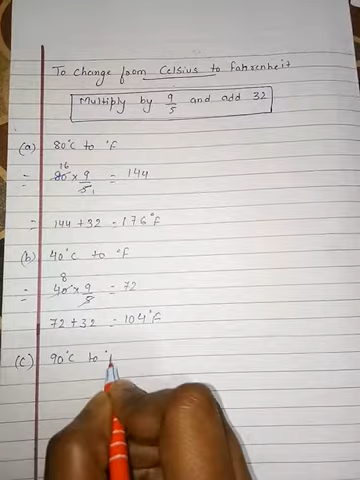 To change from Celsius to Fahrenheit
Multiply by 9/5 and add 32
(a) 80°C to °F
= 80 16 × 9/5 1 = 144
= 144 + 32 = 176°F
(b) 40°C to °F
= 40 8 × 9/5 = 72
72 + 32 = 104°F
(C) 90°C to °